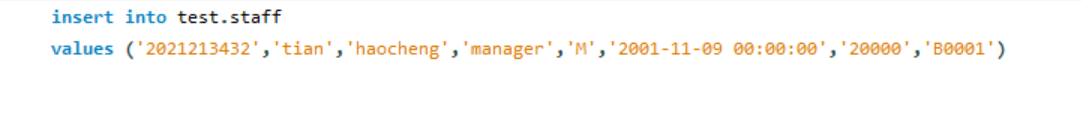 insert into test.staff
values ('2021213432','tian','haocheng','manager','M','2001-11-09 00:00:00','20000','B0001')